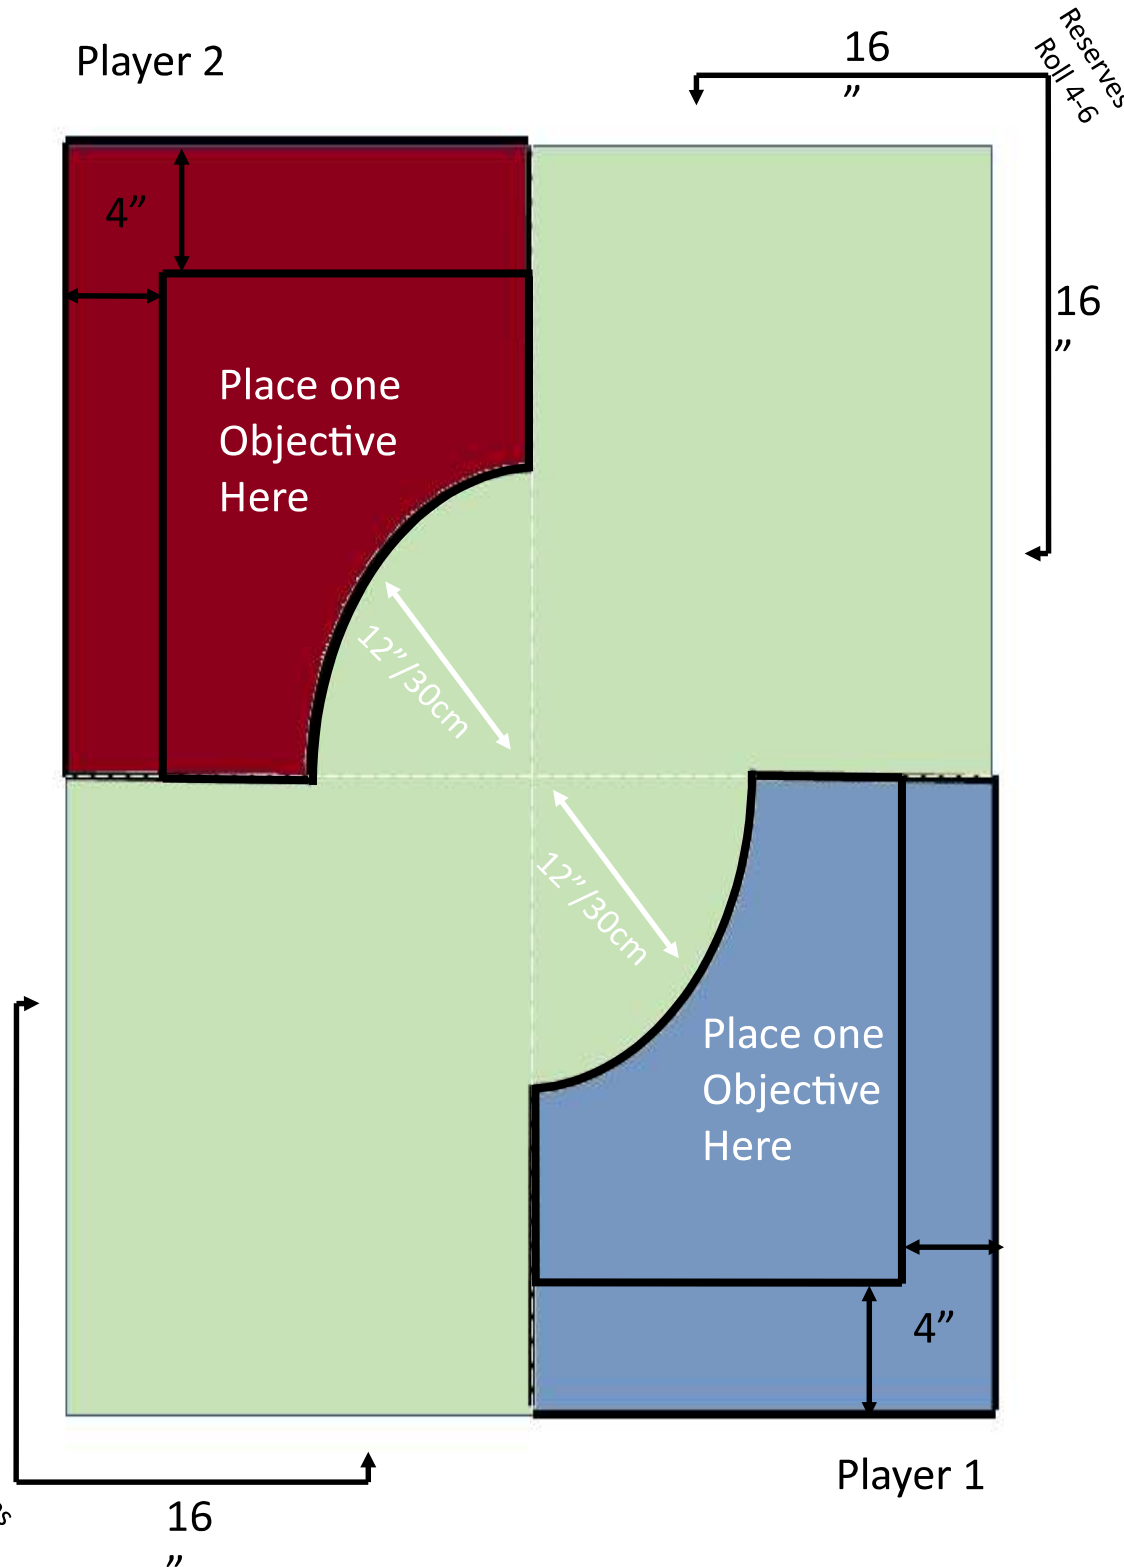 Player 2
16
”
Reserves
Roll 4-6
4”
16
”
Place one
Objective
Here
12”/30cm
12”/30cm
Place one
Objective
Here
4”
Player 1
16
”